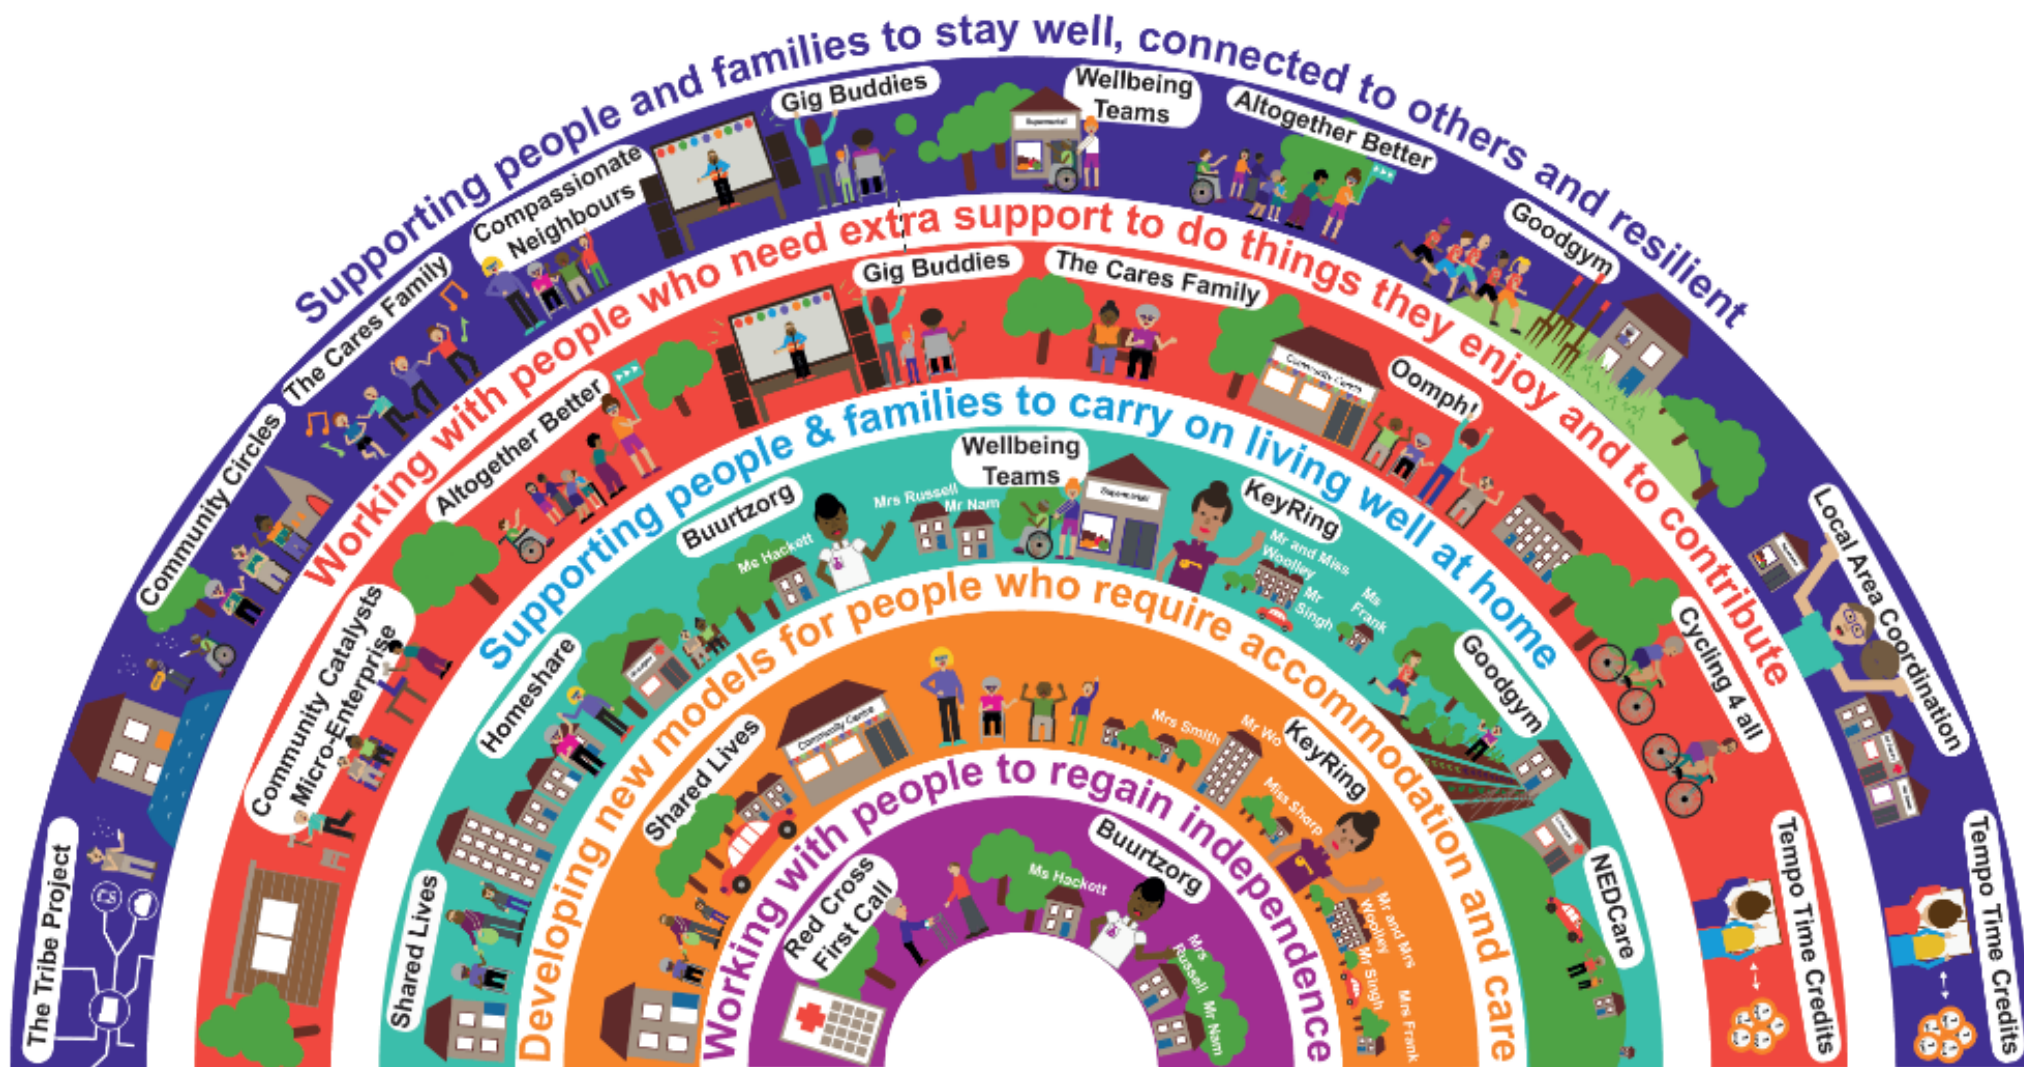 Supporting people and families to stay well, connected to others and resilient
The Tribe Project
Community Circles
The Cares Family
Compassionate
Neighbours
Gig Buddies
Supermarket
Wellbeing
Teams
Altogether Better
Goodgym
Local Area Coordination
Tempo Time Credits
Working with people who need extra support to do things they enjoy and to contribute
Community Catalysts
Micro-Enterprise
Altogether Better
Gig Buddies
The Cares Family
Community Centre
Oomph!
Cycling 4 all
Tempo Time Credits
Supporting people & families to carry on living well at home
Shared Lives
Homeshare
Buurtzorg
Ms Hackett
Mrs Russell
Mr Nam
Wellbeing
Teams
Supermarket
KeyRing
Mr and Miss
Woolley
Mr
Singh
Ms
Frank
Goodgym
NEDCare
Developing new models for people who require accommodation and care
Shared Lives
Community Centre
Mrs Smith
Mr Wo
KeyRing
Miss Sharp
Mr and Mrs
Woolley
Mr Singh
Mrs Frank
Working with people to regain independence
Red Cross
First Call
Ms Hackett
Buurtzorg
Mrs
Russell
Mr Nam